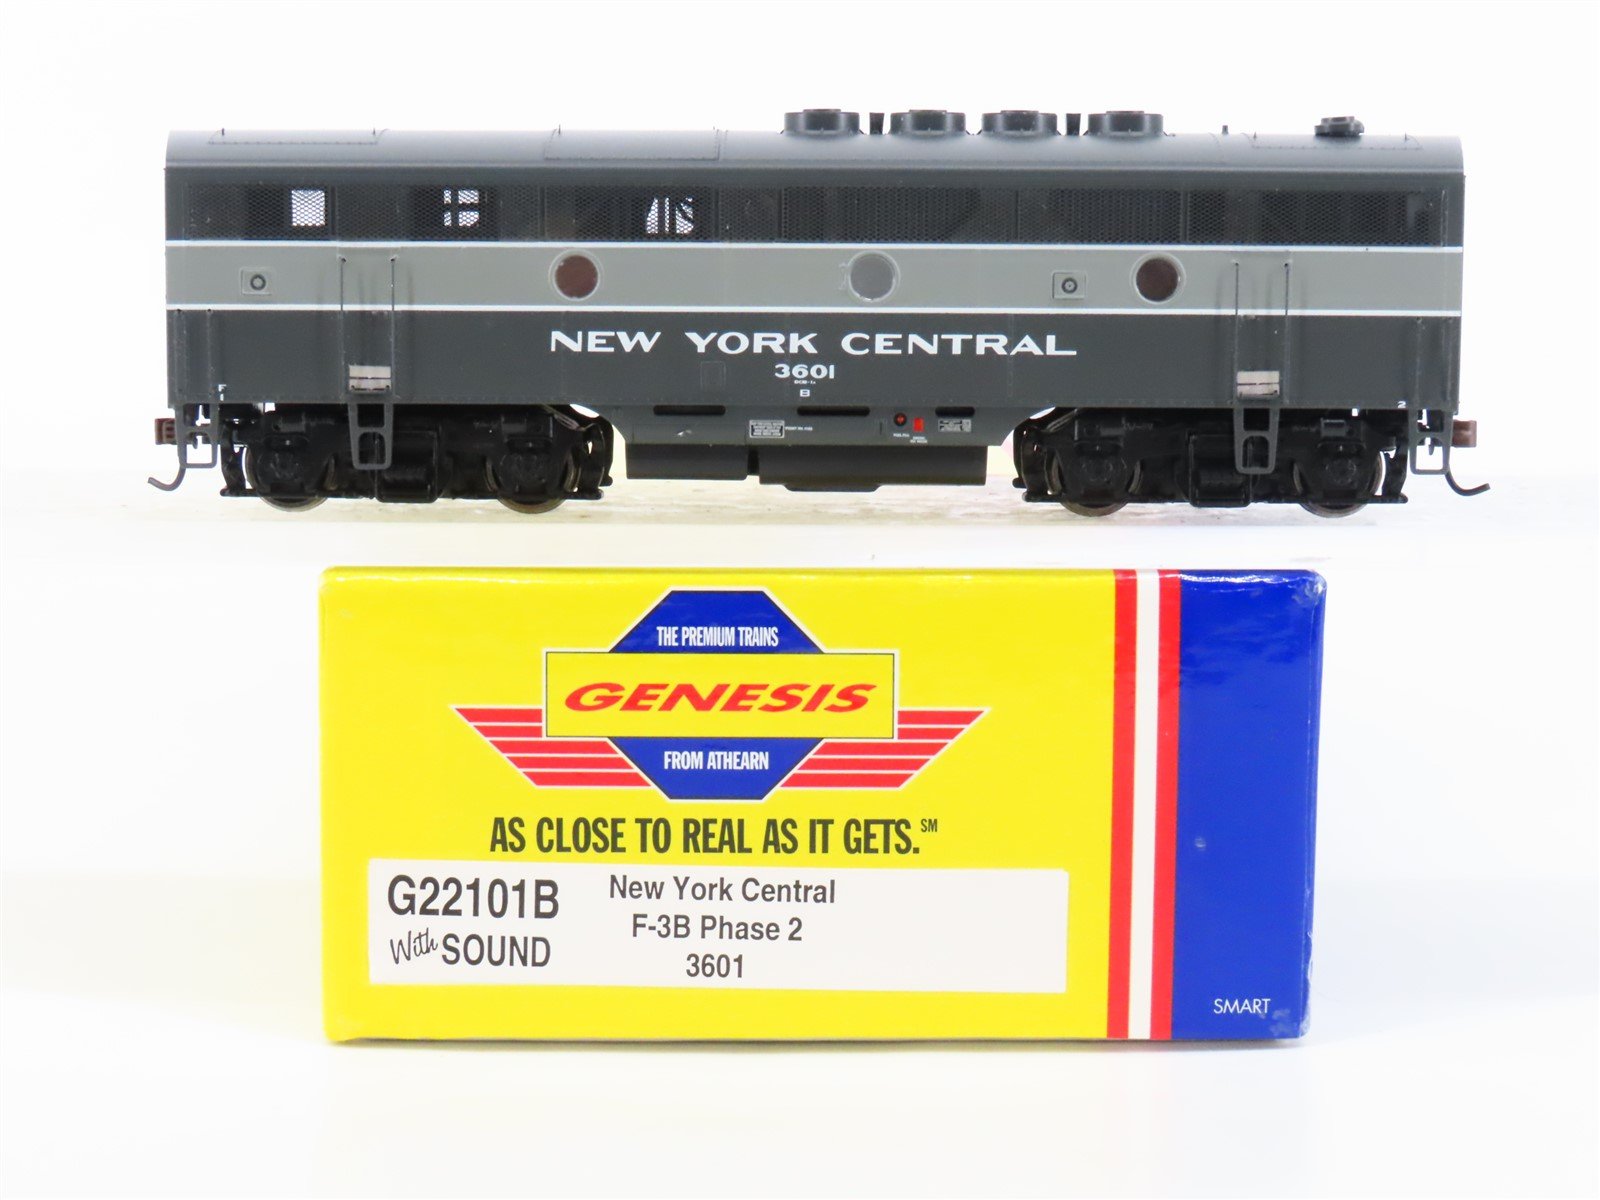 NEW YORK CENTRAL
3601
B
F
2
THE PREMIUM TRAINS
GENESIS
FROM ATHEARN
AS CLOSE TO REAL AS IT GETS.℠
G22101B
With SOUND
New York Central
F-3B Phase 2
3601
SMART